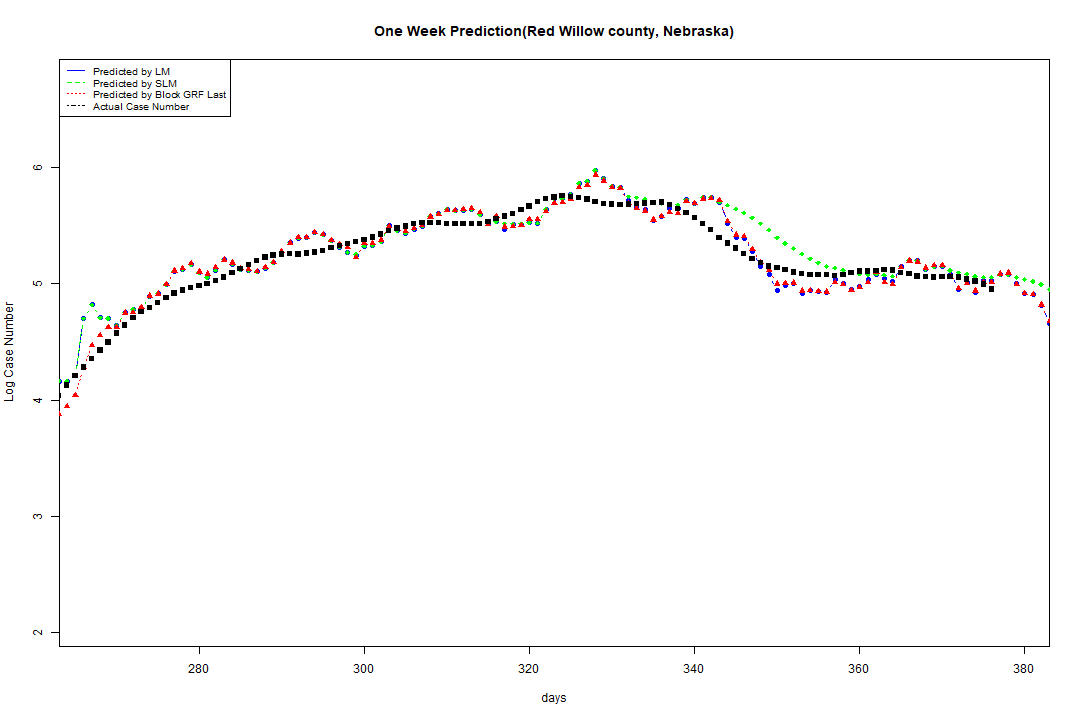 One Week Prediction(Red Willow county, Nebraska)
Predicted by LM
Predicted by SLM
Predicted by Block GRF Last
Actual Case Number
6
5
4
3
2
Log Case Number
280 300 320 340 360 380
days